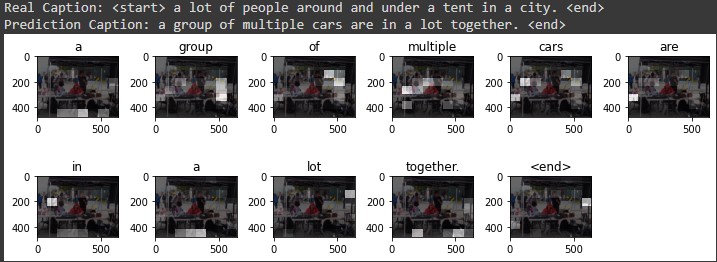 Real Caption: <start> a lot of people around and under a tent in a city. <end>
Prediction Caption: a group of multiple cars are in a lot together. <end>
a group of multiple cars are
0 0 0 0 0 0
200 200 200 200 200 200
400 400 400 400 400 400
0 500 0 500 0 500 0 500 0 500 0 500
in a lot together. <end>
0 0 0 0 0
200 200 200 200 200
400 400 400 400 400
0 500 0 500 0 500 0 500 0 500